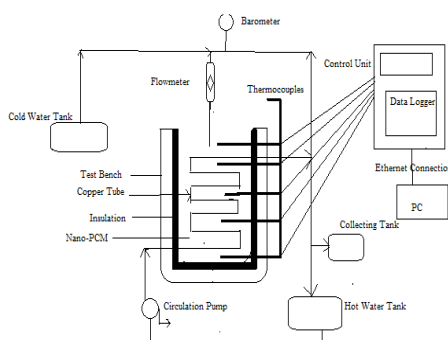 Barometer
Flowmeter
Control Unit
Thermocouples
Data Logger
Cold Water Tank
Ethernet Connectio
Test Bench
Copper Tube
PC
Insulation
Collecting Tank
Nano-PCM
Circulation Pump
Hot Water Tank